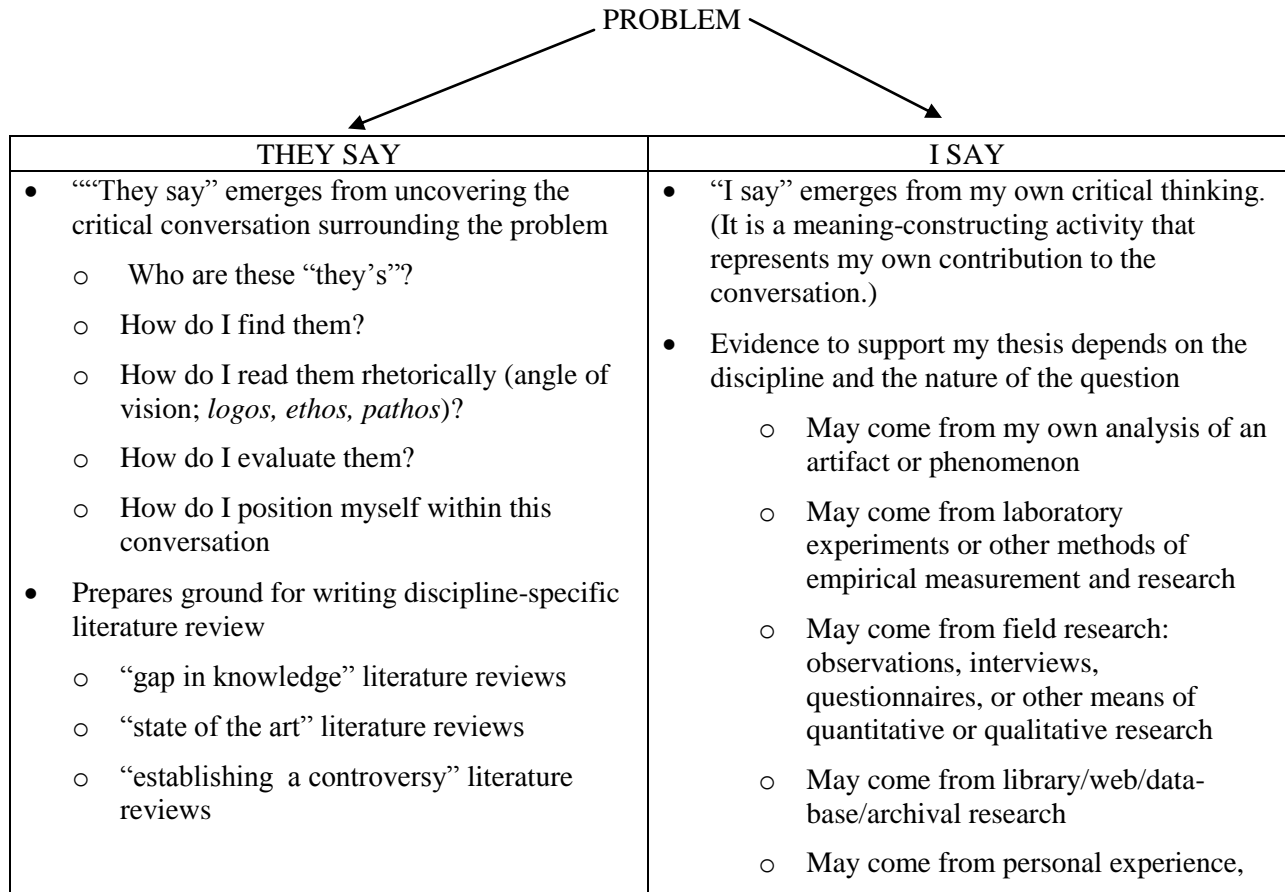 PROBLEM
THEY SAY
““They say” emerges from uncovering the
critical conversation surrounding the problem
Who are these “they’s”?
How do I find them?
How do I read them rhetorically (angle of
vision; logos, ethos, pathos)?
How do I evaluate them?
How do I position myself within this
conversation
Prepares ground for writing discipline-specific
literature review
“gap in knowledge” literature reviews
“state of the art” literature reviews
“establishing  a controversy” literature
reviews
I SAY
“I say” emerges from my own critical thinking.
(It is a meaning-constructing activity that
represents my own contribution to the
conversation.)
Evidence to support my thesis depends on the
discipline and the nature of the question
May come from my own analysis of an
artifact or phenomenon
May come from laboratory
experiments or other methods of
empirical measurement and research
May come from field research:
observations, interviews,
questionnaires, or other means of
quantitative or qualitative research
May come from library/web/data-
base/archival research
May come from personal experience,